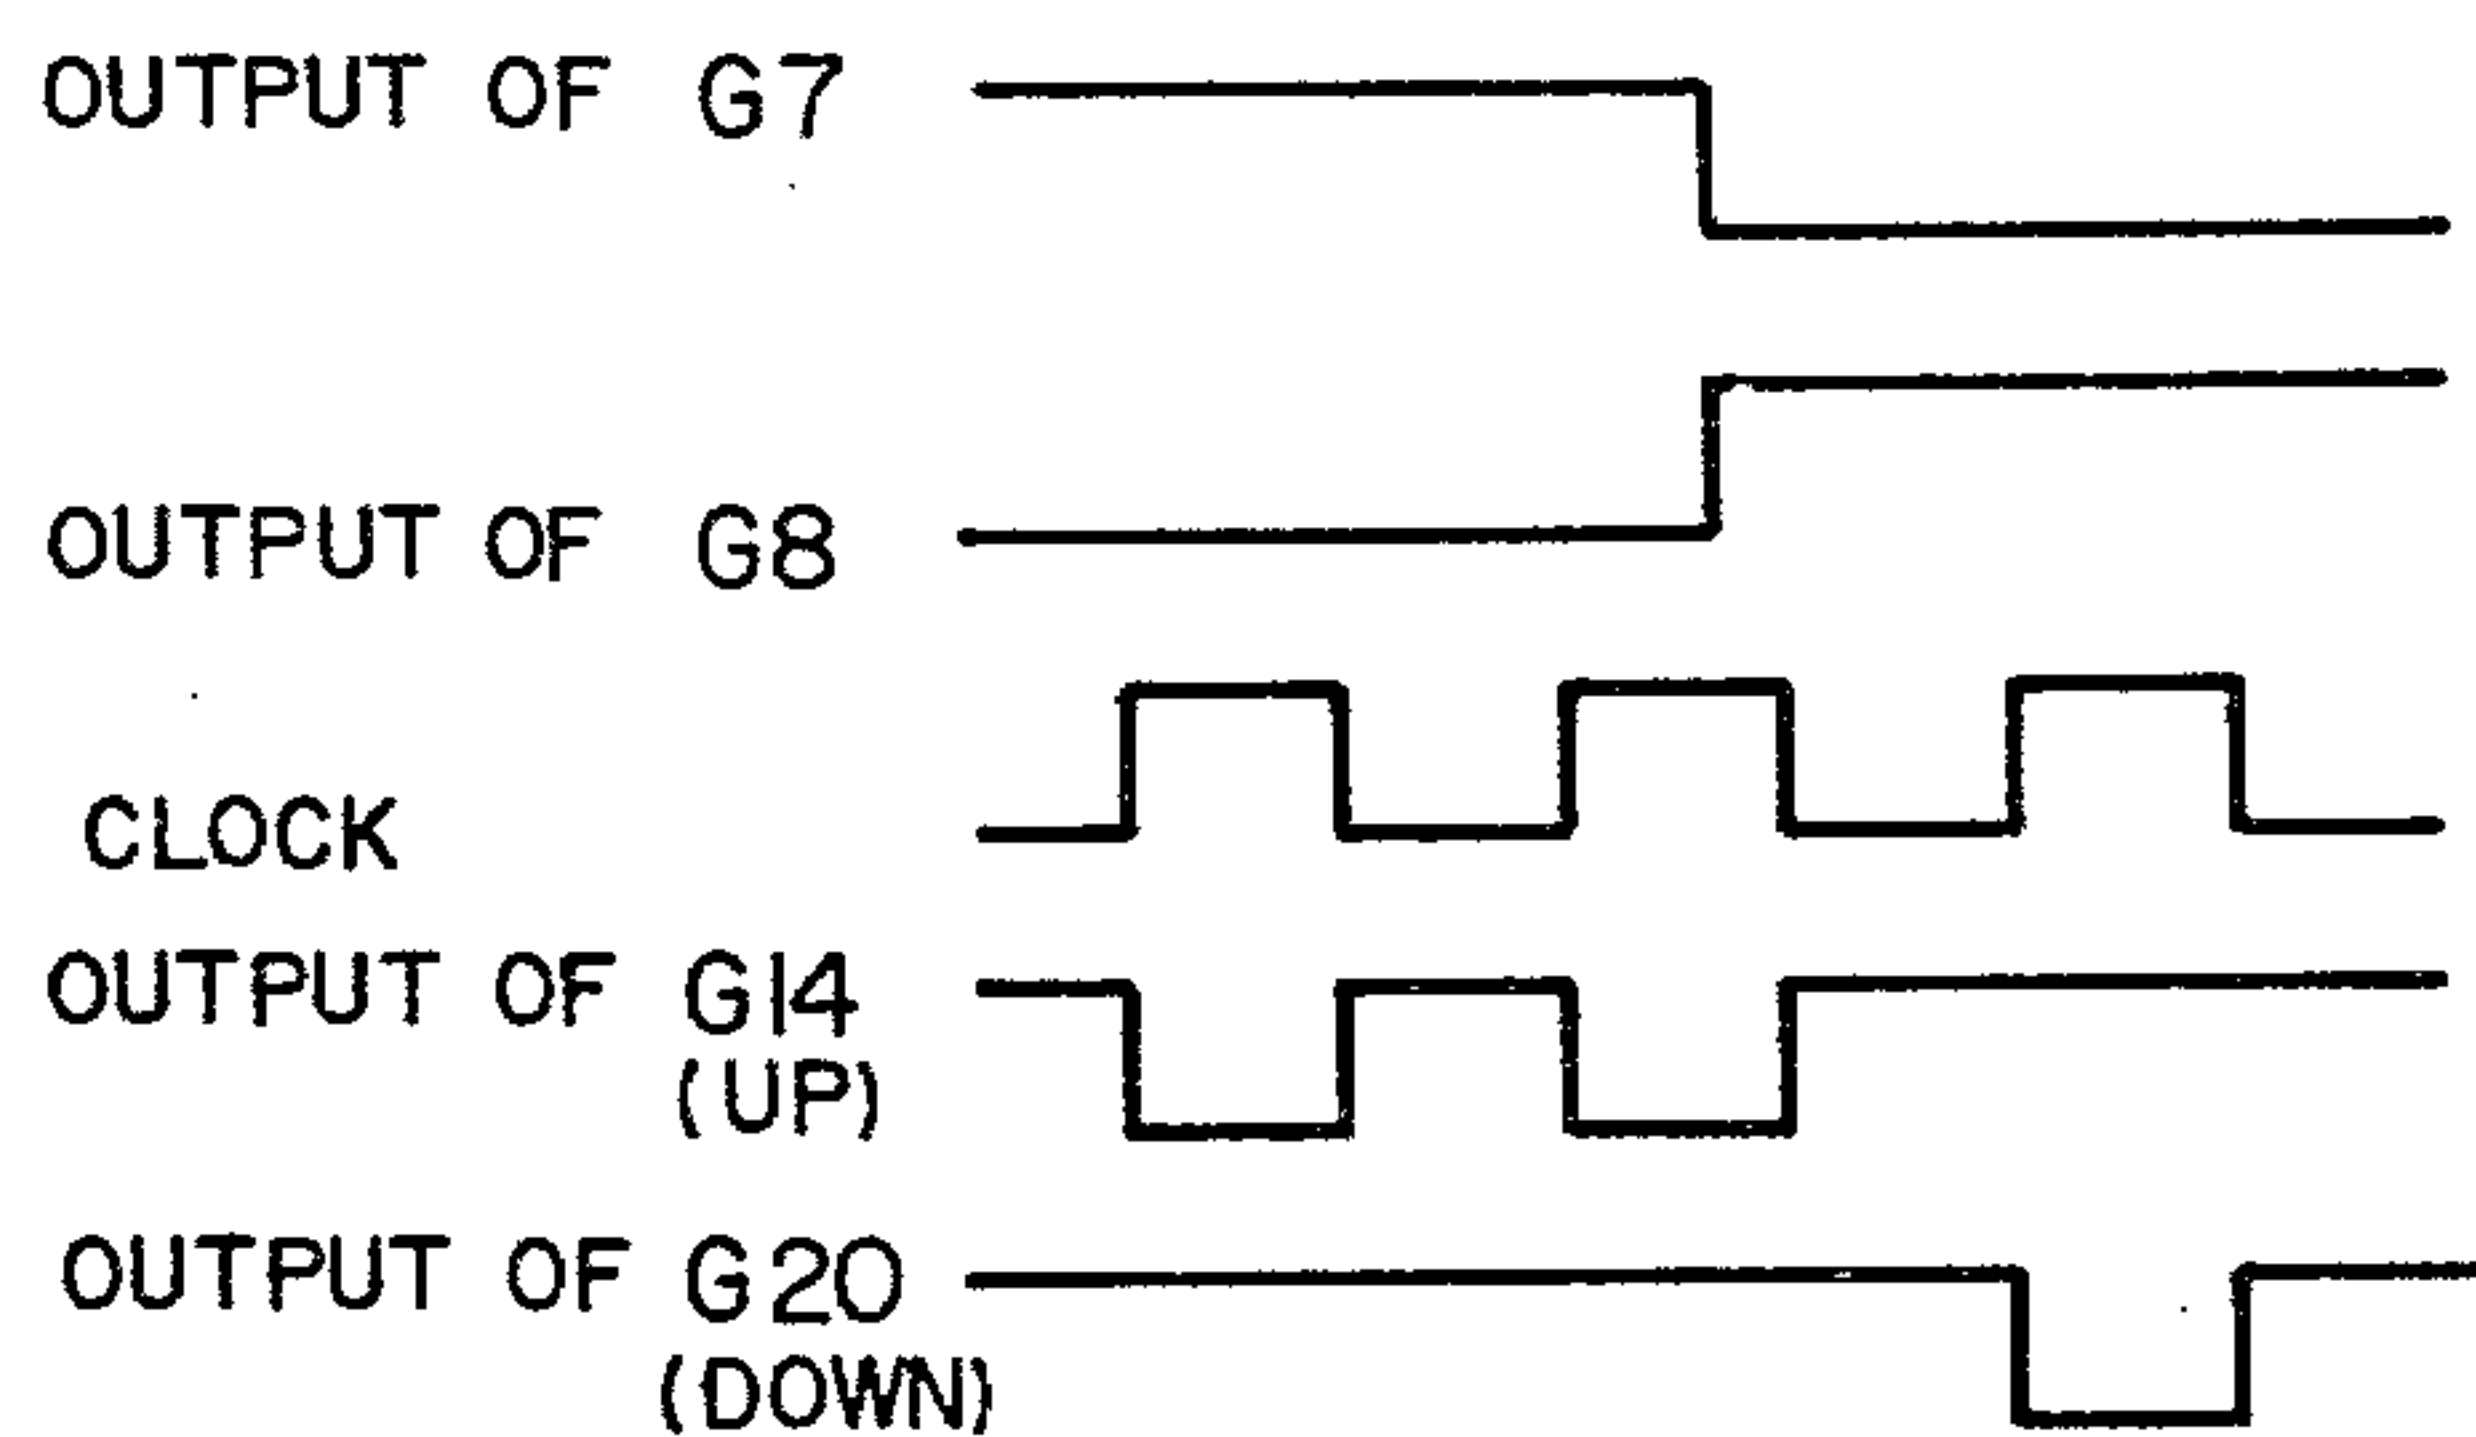 OUTPUT OF G7
OUTPUT OF G8
CLOCK
OUTPUT OF G14
(UP)
OUTPUT OF G20
(DOWN)